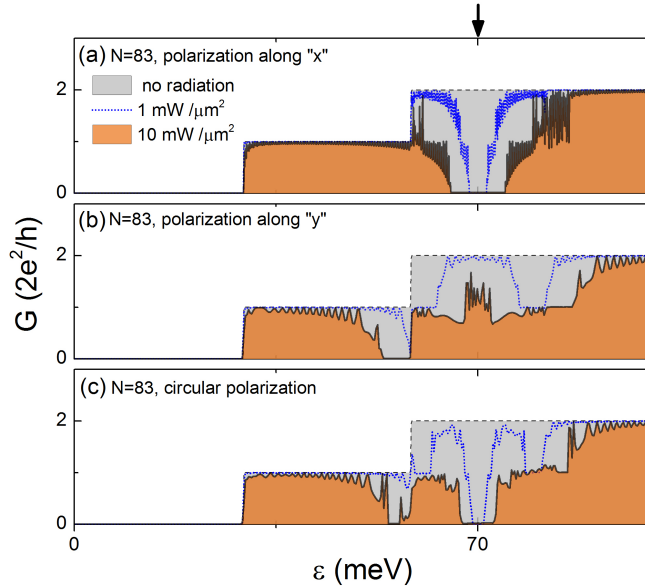 (a) N=83, polarization along "x"
2
no radiation
1 mW /μm²
10 mW /μm²
0
(b) N=83, polarization along "y"
2
0
(c) N=83, circular polarization
2
0
G (2e²/h)
0 70
ε (meV)